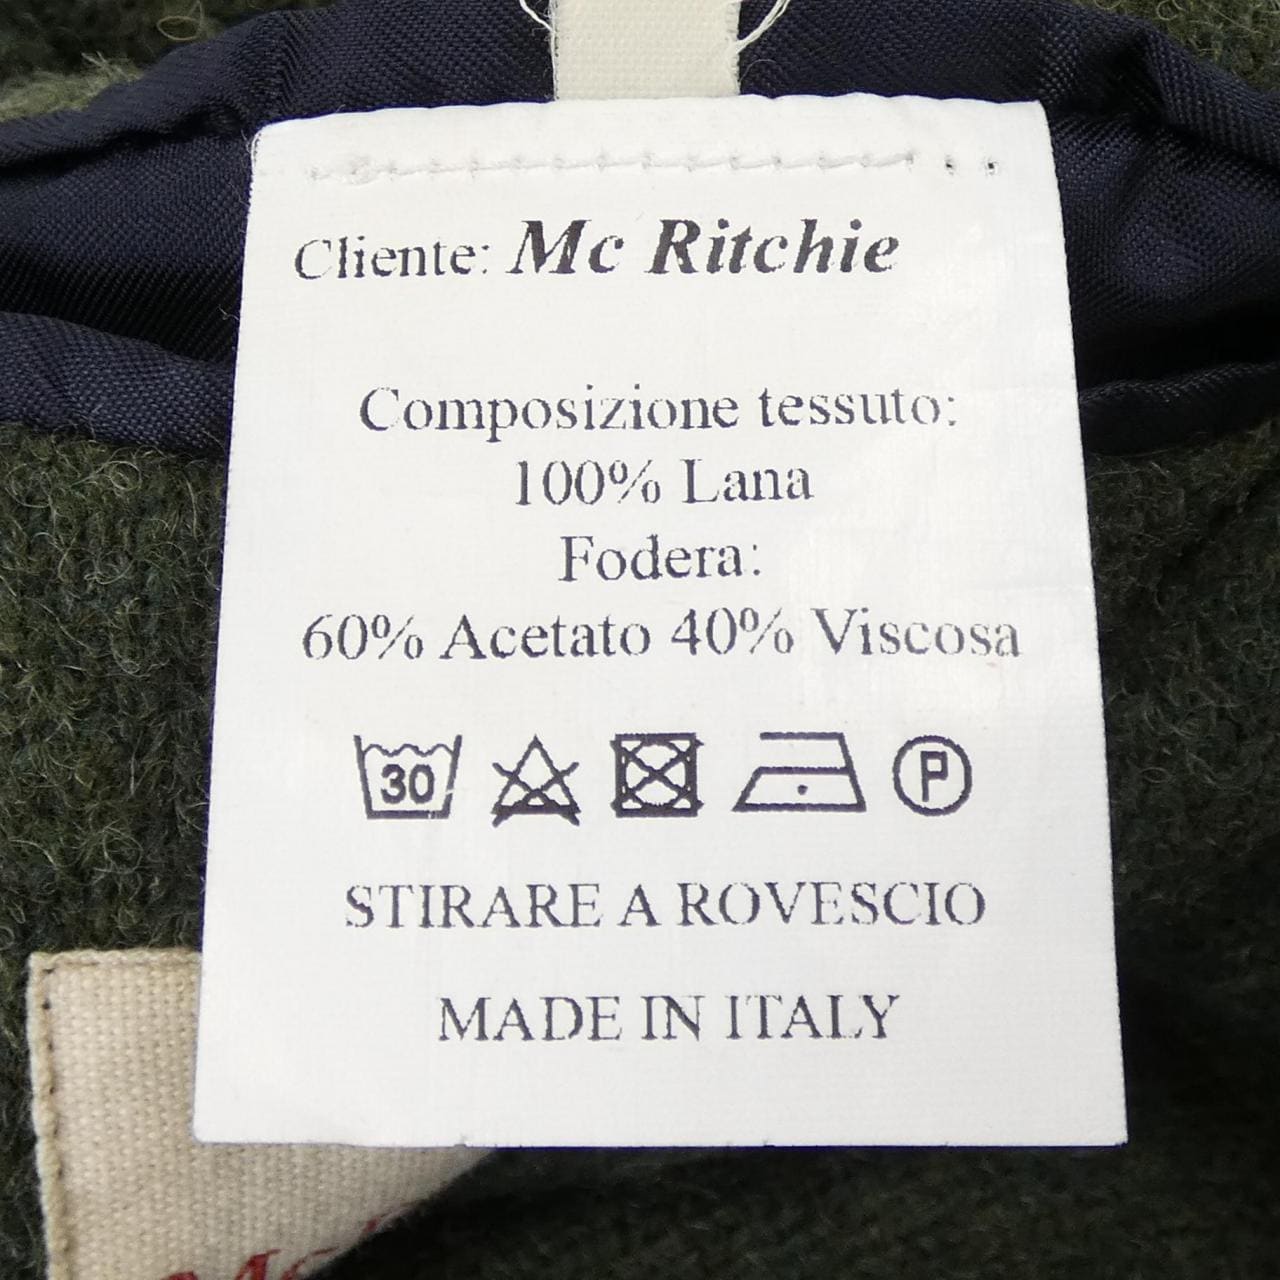 Cliente: Mc Ritchie
Composizione tessuto:
100% Lana
Fodera:
60% Acetato 40% Viscosa
30 P
STIRARE A ROVESCIO
MADE IN ITALY